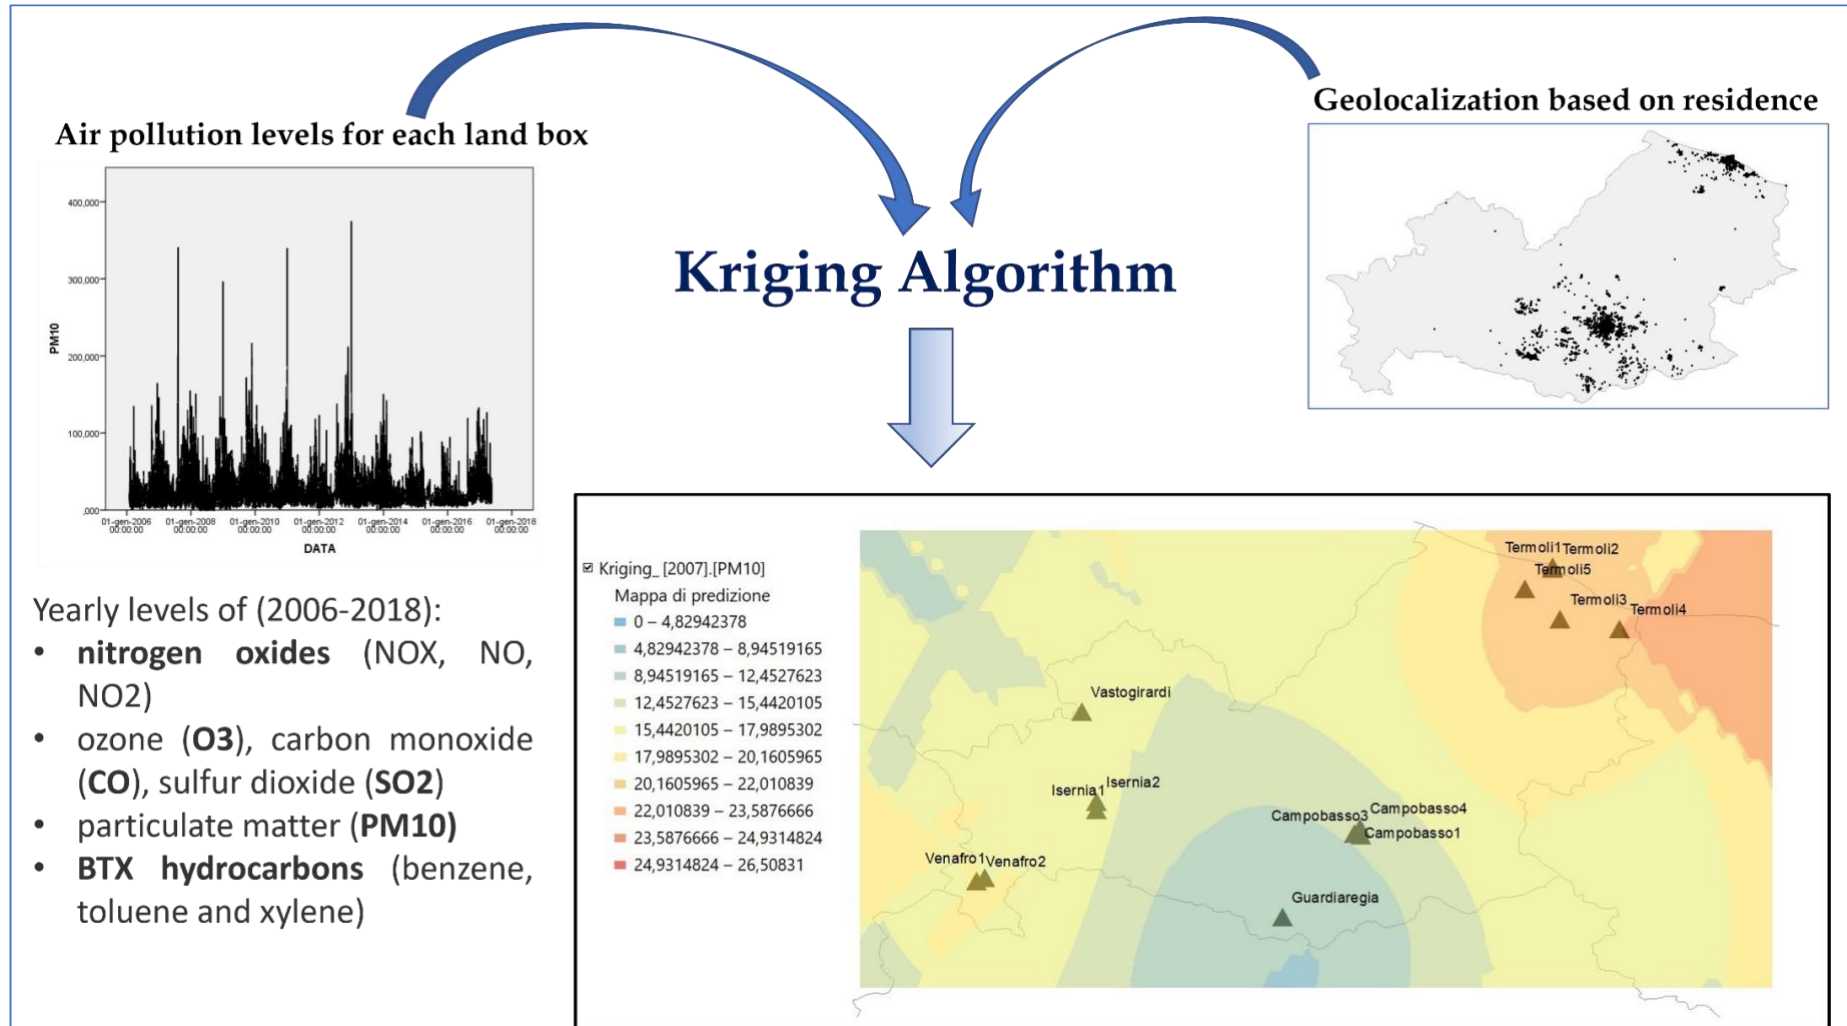 Air pollution levels for each land box
Geolocalization based on residence
Kriging Algorithm
PM10
400,000
300,000
200,000
100,000
,000
01-gen-2006 00:00:00
01-gen-2008 00:00:00
01-gen-2010 00:00:00
01-gen-2012 00:00:00
01-gen-2014 00:00:00
01-gen-2016 00:00:00
01-gen-2018 00:00:00
DATA
Yearly levels of (2006-2018):
• nitrogen oxides (NOX, NO,
NO2)
• ozone (O3), carbon monoxide
(CO), sulfur dioxide (SO2)
• particulate matter (PM10)
• BTX hydrocarbons (benzene,
toluene and xylene)
Kriging_[2007].[PM10]
Mappa di predizione
0 – 4,82942378
4,82942378 – 8,94519165
8,94519165 – 12,4527623
12,4527623 – 15,4420105
15,4420105 – 17,9895302
17,9895302 – 20,1605965
20,1605965 – 22,010839
22,010839 – 23,5876666
23,5876666 – 24,9314824
24,9314824 – 26,50831
Termoli1 Termoli2
Termoli5
Termoli3
Termoli4
Vastogirardi
Isernia1 Isernia2
Campobasso3 Campobasso4
Campobasso1
Venafro1 Venafro2
Guardiaregia